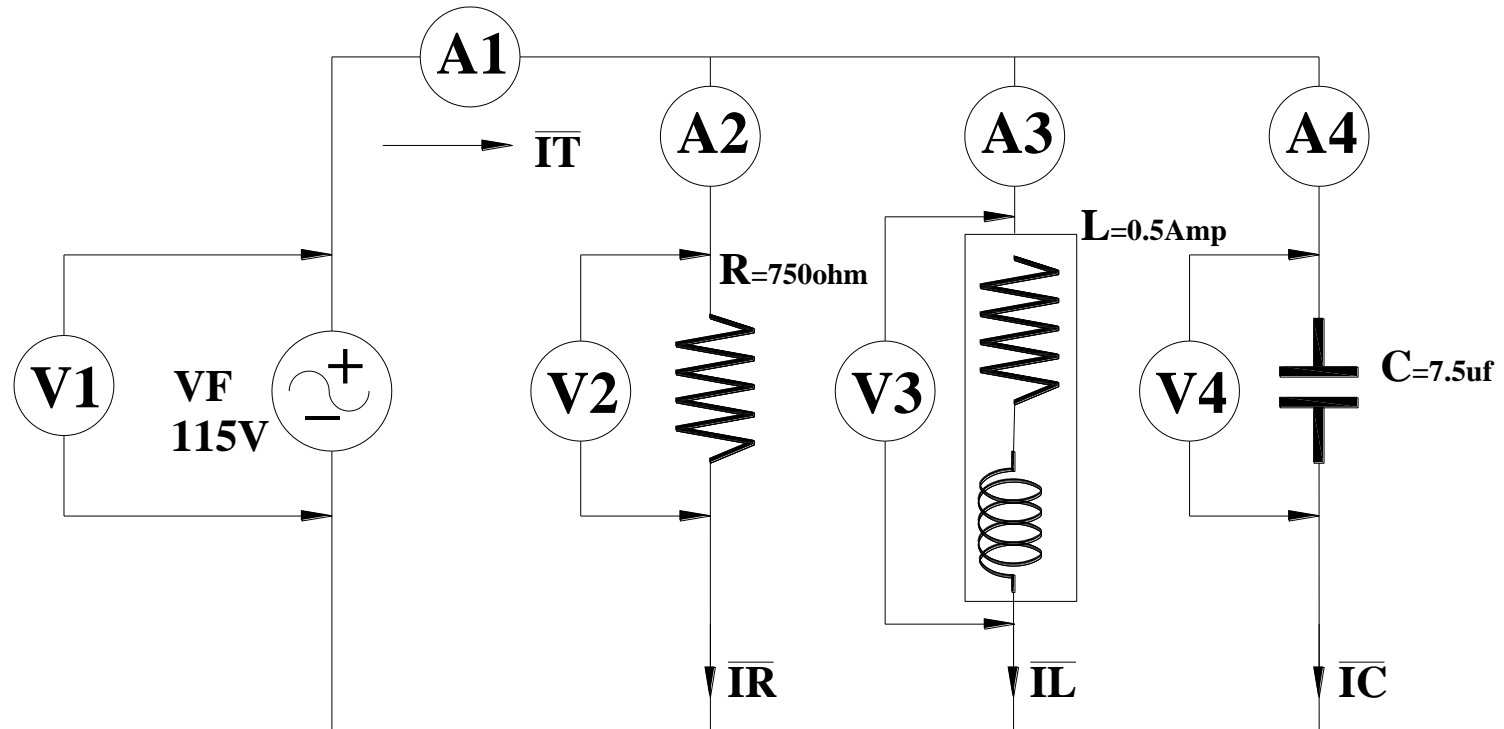 A1
A2
A3
A4
IT
L=0.5Amp
R=750ohm
V1
VF
115V
V2
V3
V4
C=7.5uf
IR
IL
IC